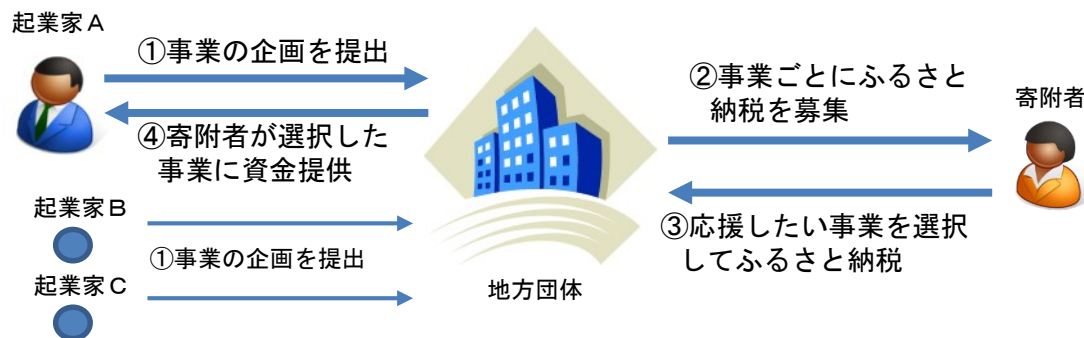 起業家A
①事業の企画を提出
④寄附者が選択した
事業に資金提供
起業家B
①事業の企画を提出
起業家C
地方団体
②事業ごとにふるさと
納税を募集
寄附者
③応援したい事業を選択
してふるさと納税